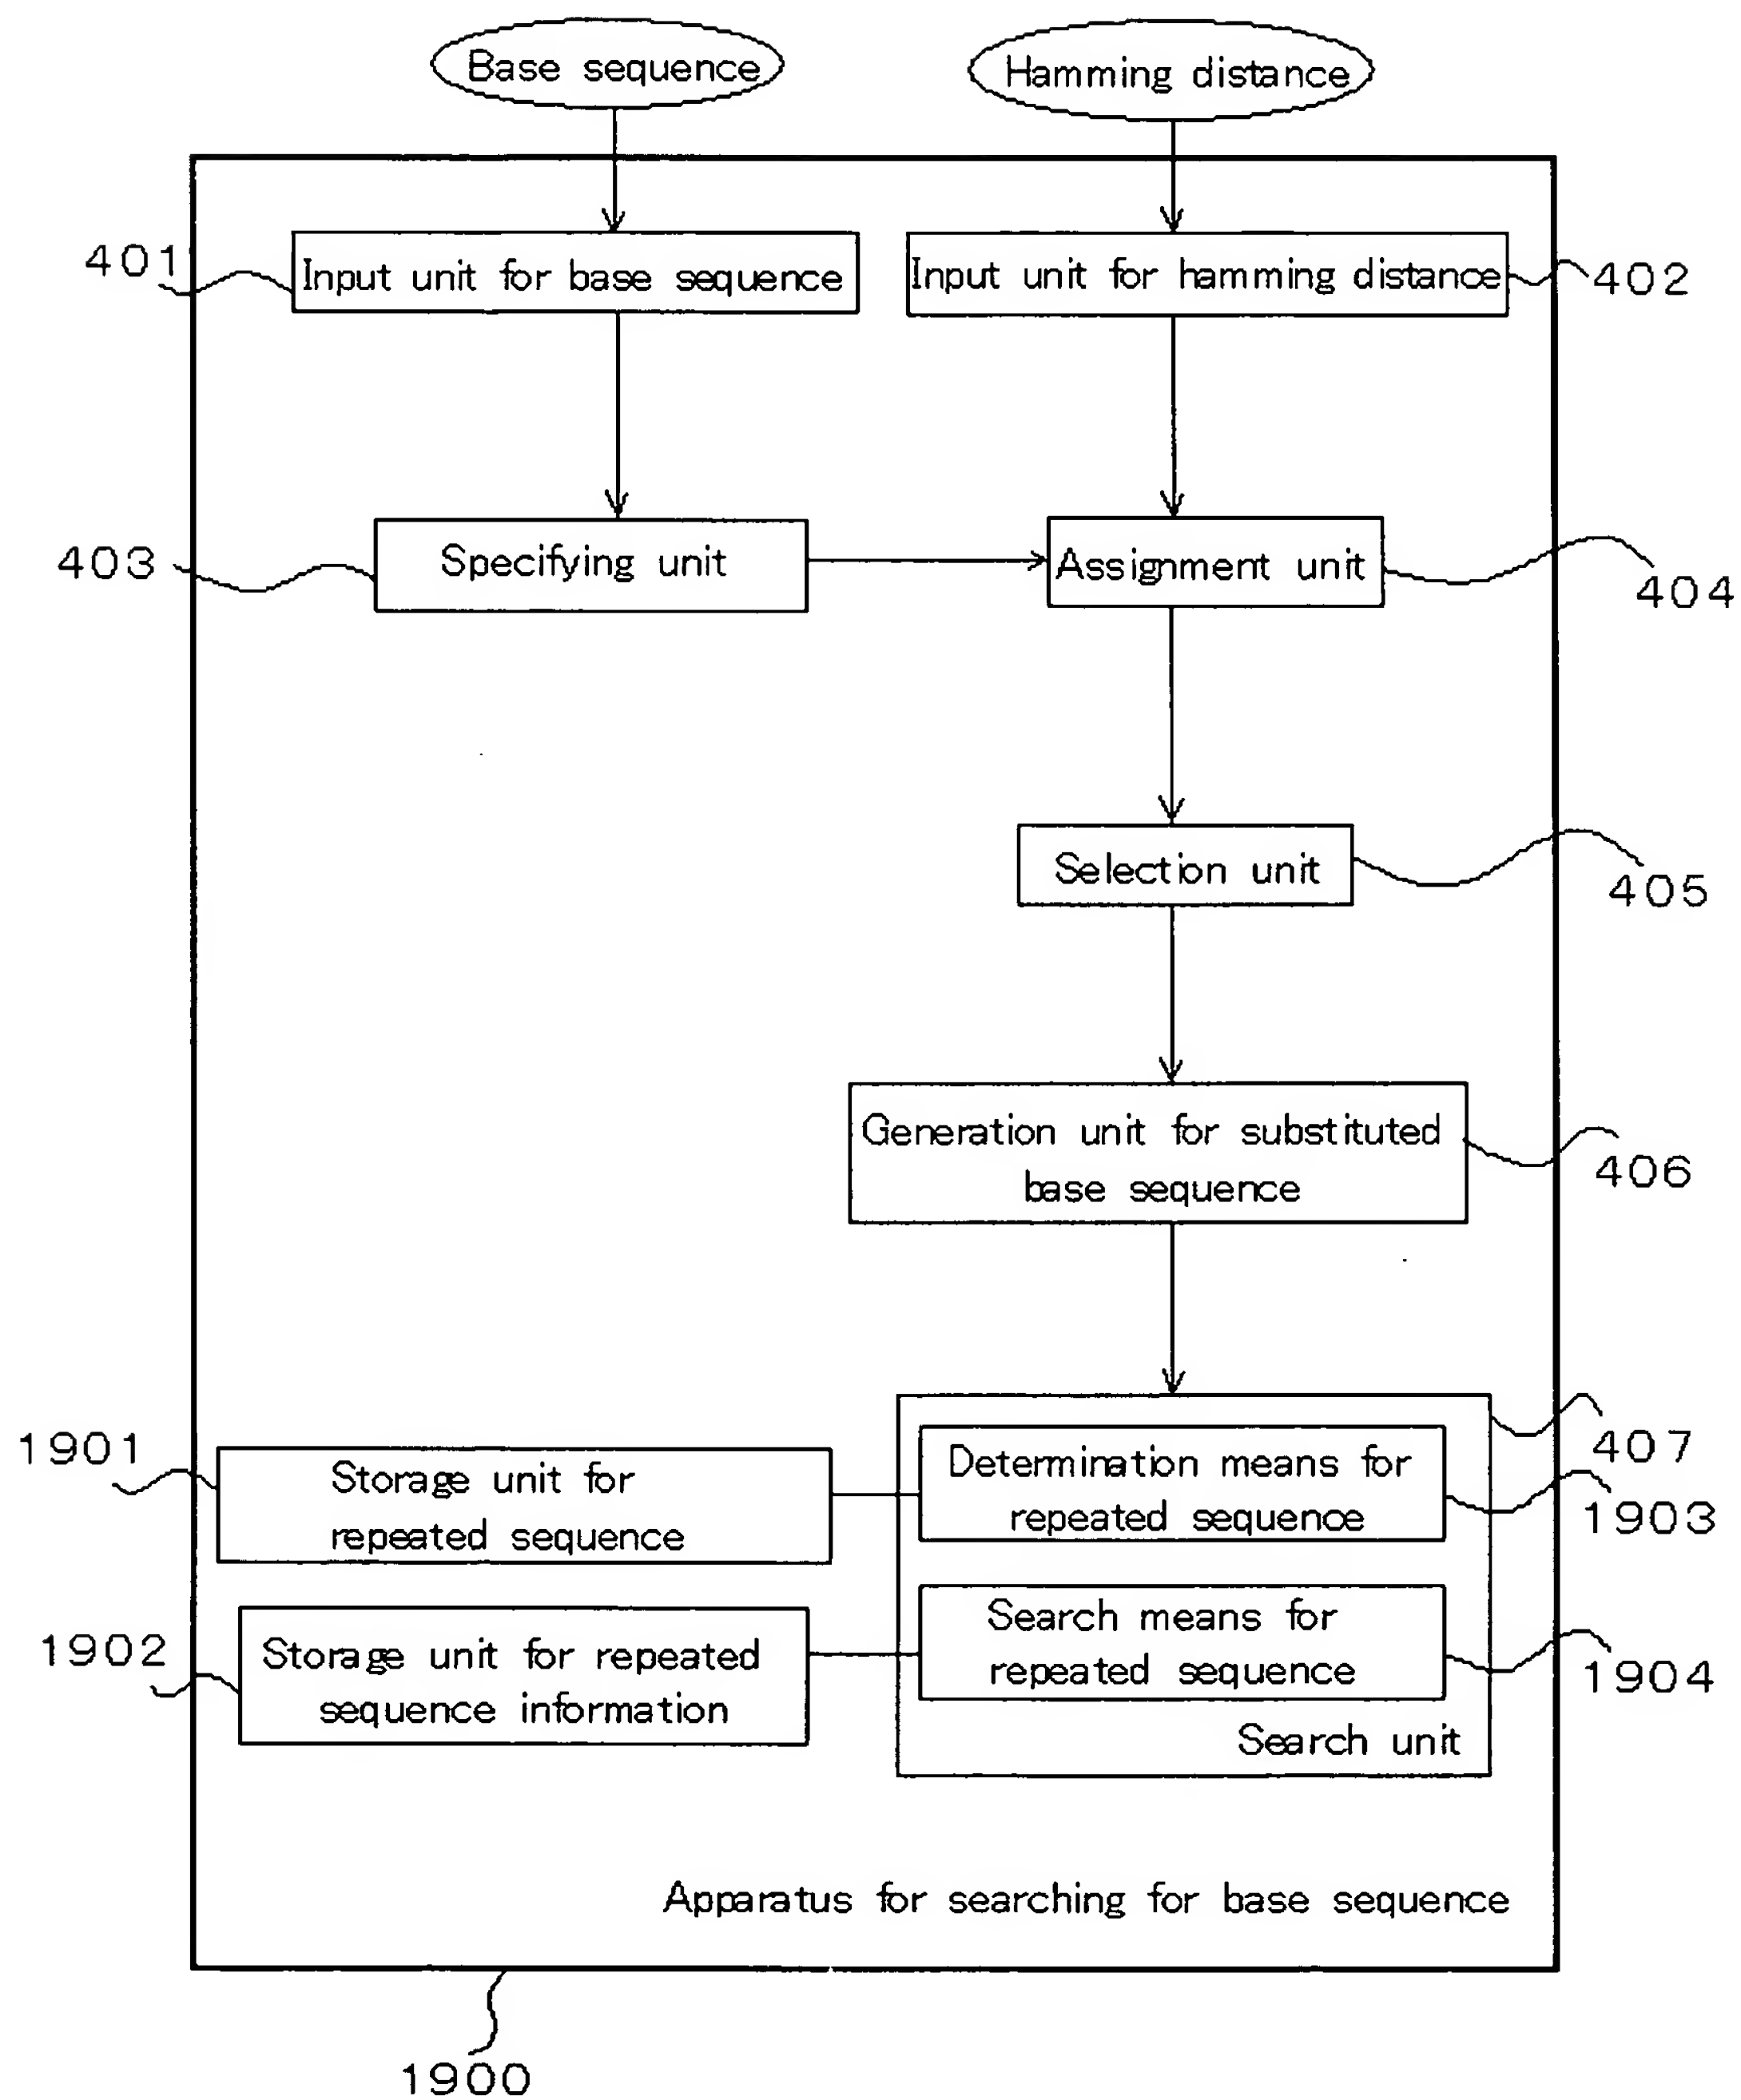 Base sequence
Hamming distance
401
Input unit for base sequence
Input unit for hamming distance
402
403
Specifying unit
Assignment unit
404
Selection unit
405
Generation unit for substituted
base sequence
406
407
1901
Storage unit for
repeated sequence
Determination means for
repeated sequence
1903
1902
Storage unit for repeated
sequence information
Search means for
repeated sequence
1904
Search unit
Apparatus for searching for base sequence
1900